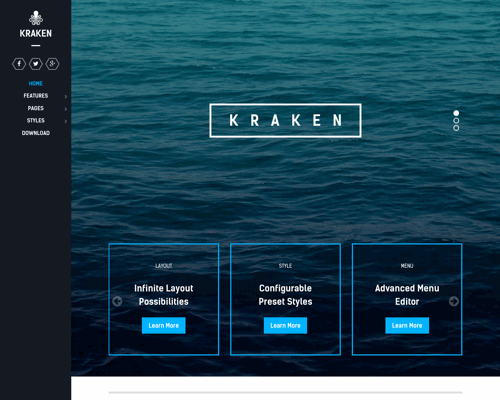 KRAKEN
HOME
FEATURES
PAGES
STYLES
DOWNLOAD
KRAKEN
LAYOUT
Infinite Layout
Possibilities
Learn More
STYLE
Configurable
Preset Styles
Learn More
MENU
Advanced Menu
Editor
Learn More